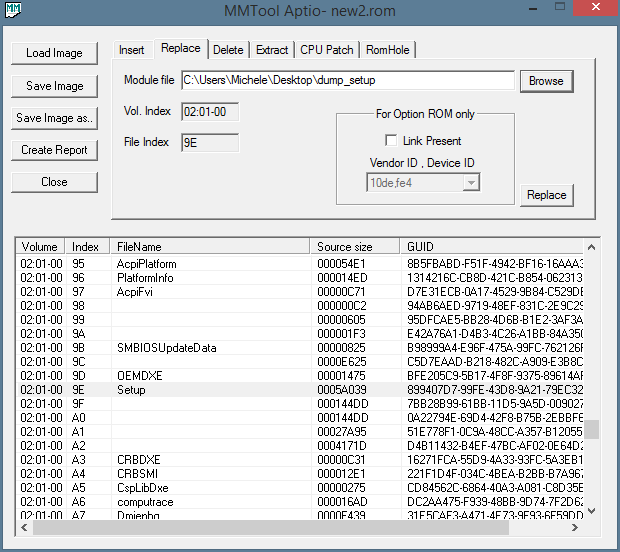 MMTool Aptio- new2.rom
Load Image
Save Image
Save Image as..
Create Report
Close
Insert Replace Delete Extract CPU Patch RomHole
Module file C:\Users\Michele\Desktop\dump_setup Browse
Vol. Index 02:01-00
File Index 9E
For Option ROM only
Link Present
Vendor ID , Device ID
10de,fe4
Replace
Volume Index FileName Source size GUID
02:01-00 95 AcpiPlatform 000054E1 8B5FBABD-F51F-4942-BF16-16AAA3
02:01-00 96 PlatformInfo 000014ED 1314216C-CB8D-421C-B854-062313
02:01-00 97 AcpiFvi 00000C71 D7E31ECB-0A17-4529-9B84-C529DE
02:01-00 98 000000C2 94AB6AED-9719-48EF-831C-2E9C29
02:01-00 99 00000605 95DFCAE5-BB28-4D6B-B1E2-3AF3A
02:01-00 9A 000001F3 E42A76A1-D4B3-4C26-A1BB-84A350
02:01-00 9B SMBIOSUpdateData 00000825 B98999A4-E96F-475A-99FC-762126F
02:01-00 9C 0000E625 C5D7EAAD-B218-482C-A909-E3B8C
02:01-00 9D OEMDXE 00001475 BFE205C9-5B17-4F8F-9375-89614AF
02:01-00 9E Setup 0005A039 899407D7-99FE-43D8-9A21-79EC32
02:01-00 9F 000144DD 7BB28B99-61BB-11D5-9A5D-009027
02:01-00 A0 000144DD 0A22794E-69D4-42F8-B75B-2EBBF6
02:01-00 A1 00027A95 51E778F1-0C9A-48CC-A357-B12055
02:01-00 A2 0004171D D4B11432-B4EF-47BC-AF02-0E64D2
02:01-00 A3 CRBDXE 00000C31 16271FCA-55D9-4A33-93FC-5A3EB1
02:01-00 A4 CRBSMI 000012E1 221F1D4F-034C-4BEA-B2BB-B7A967
02:01-00 A5 CspLibDxe 00000275 CD84562C-6864-40A3-A081-C8D35E
02:01-00 A6 computrace 000016AD DC2AA475-F939-48BB-9D74-7F2D62
02:01-00 A7